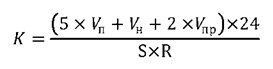 K = (5 × Vп + Vн + 2 × Vпр) × 24
S×R